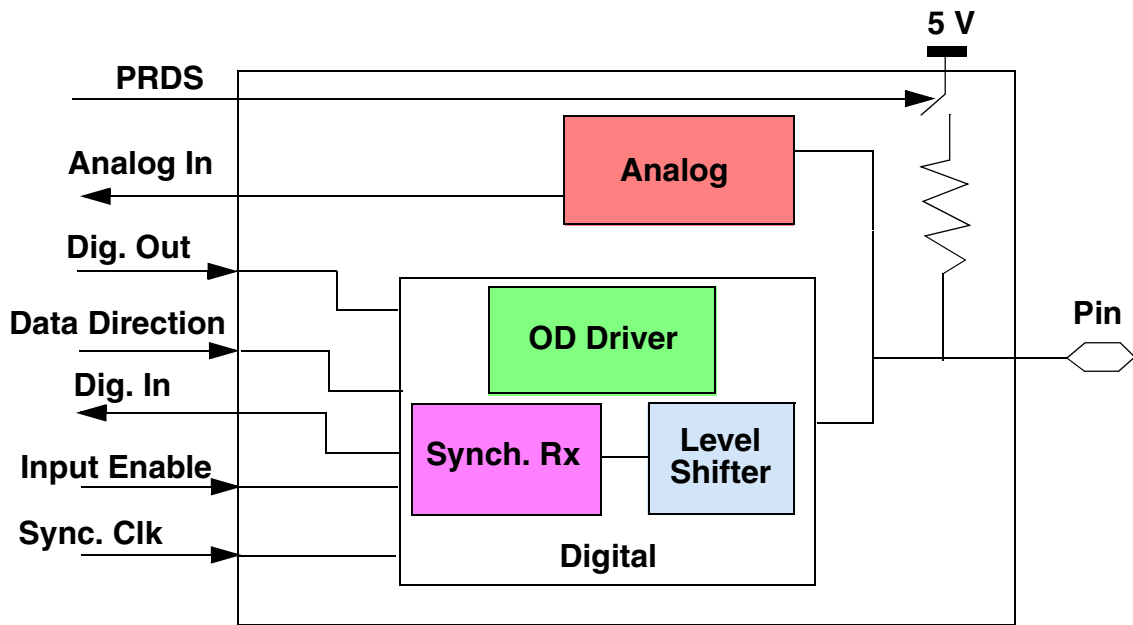 5 V
PRDS
Analog In
Analog
Dig. Out
Data Direction
OD Driver
Pin
Dig. In
Synch. Rx
Level
Shifter
Input Enable
Sync. Clk
Digital